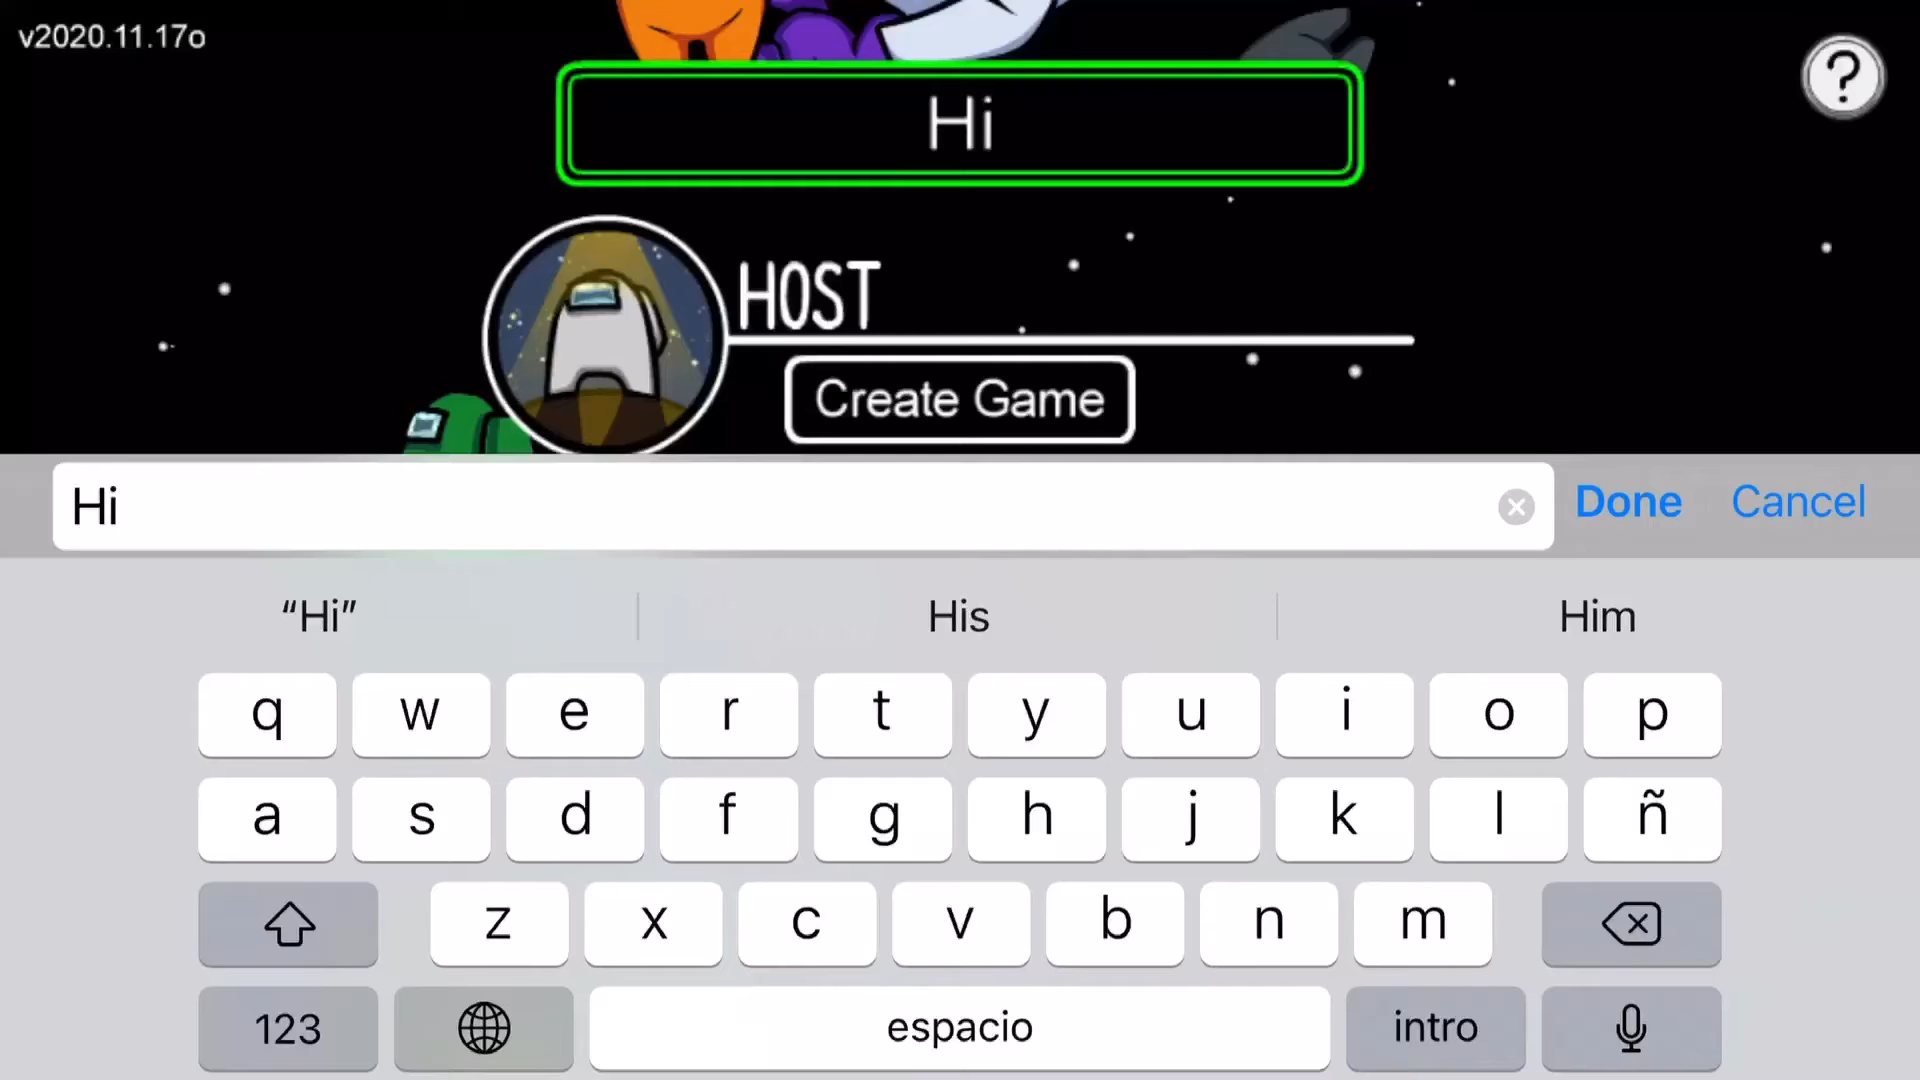 v2020.11.17o
?
Hi
HOST
Create Game
Hi
Done Cancel
“Hi” His Him
q w e r t y u i o p
a s d f g h j k l ñ
z x c v b n m
123 espacio intro